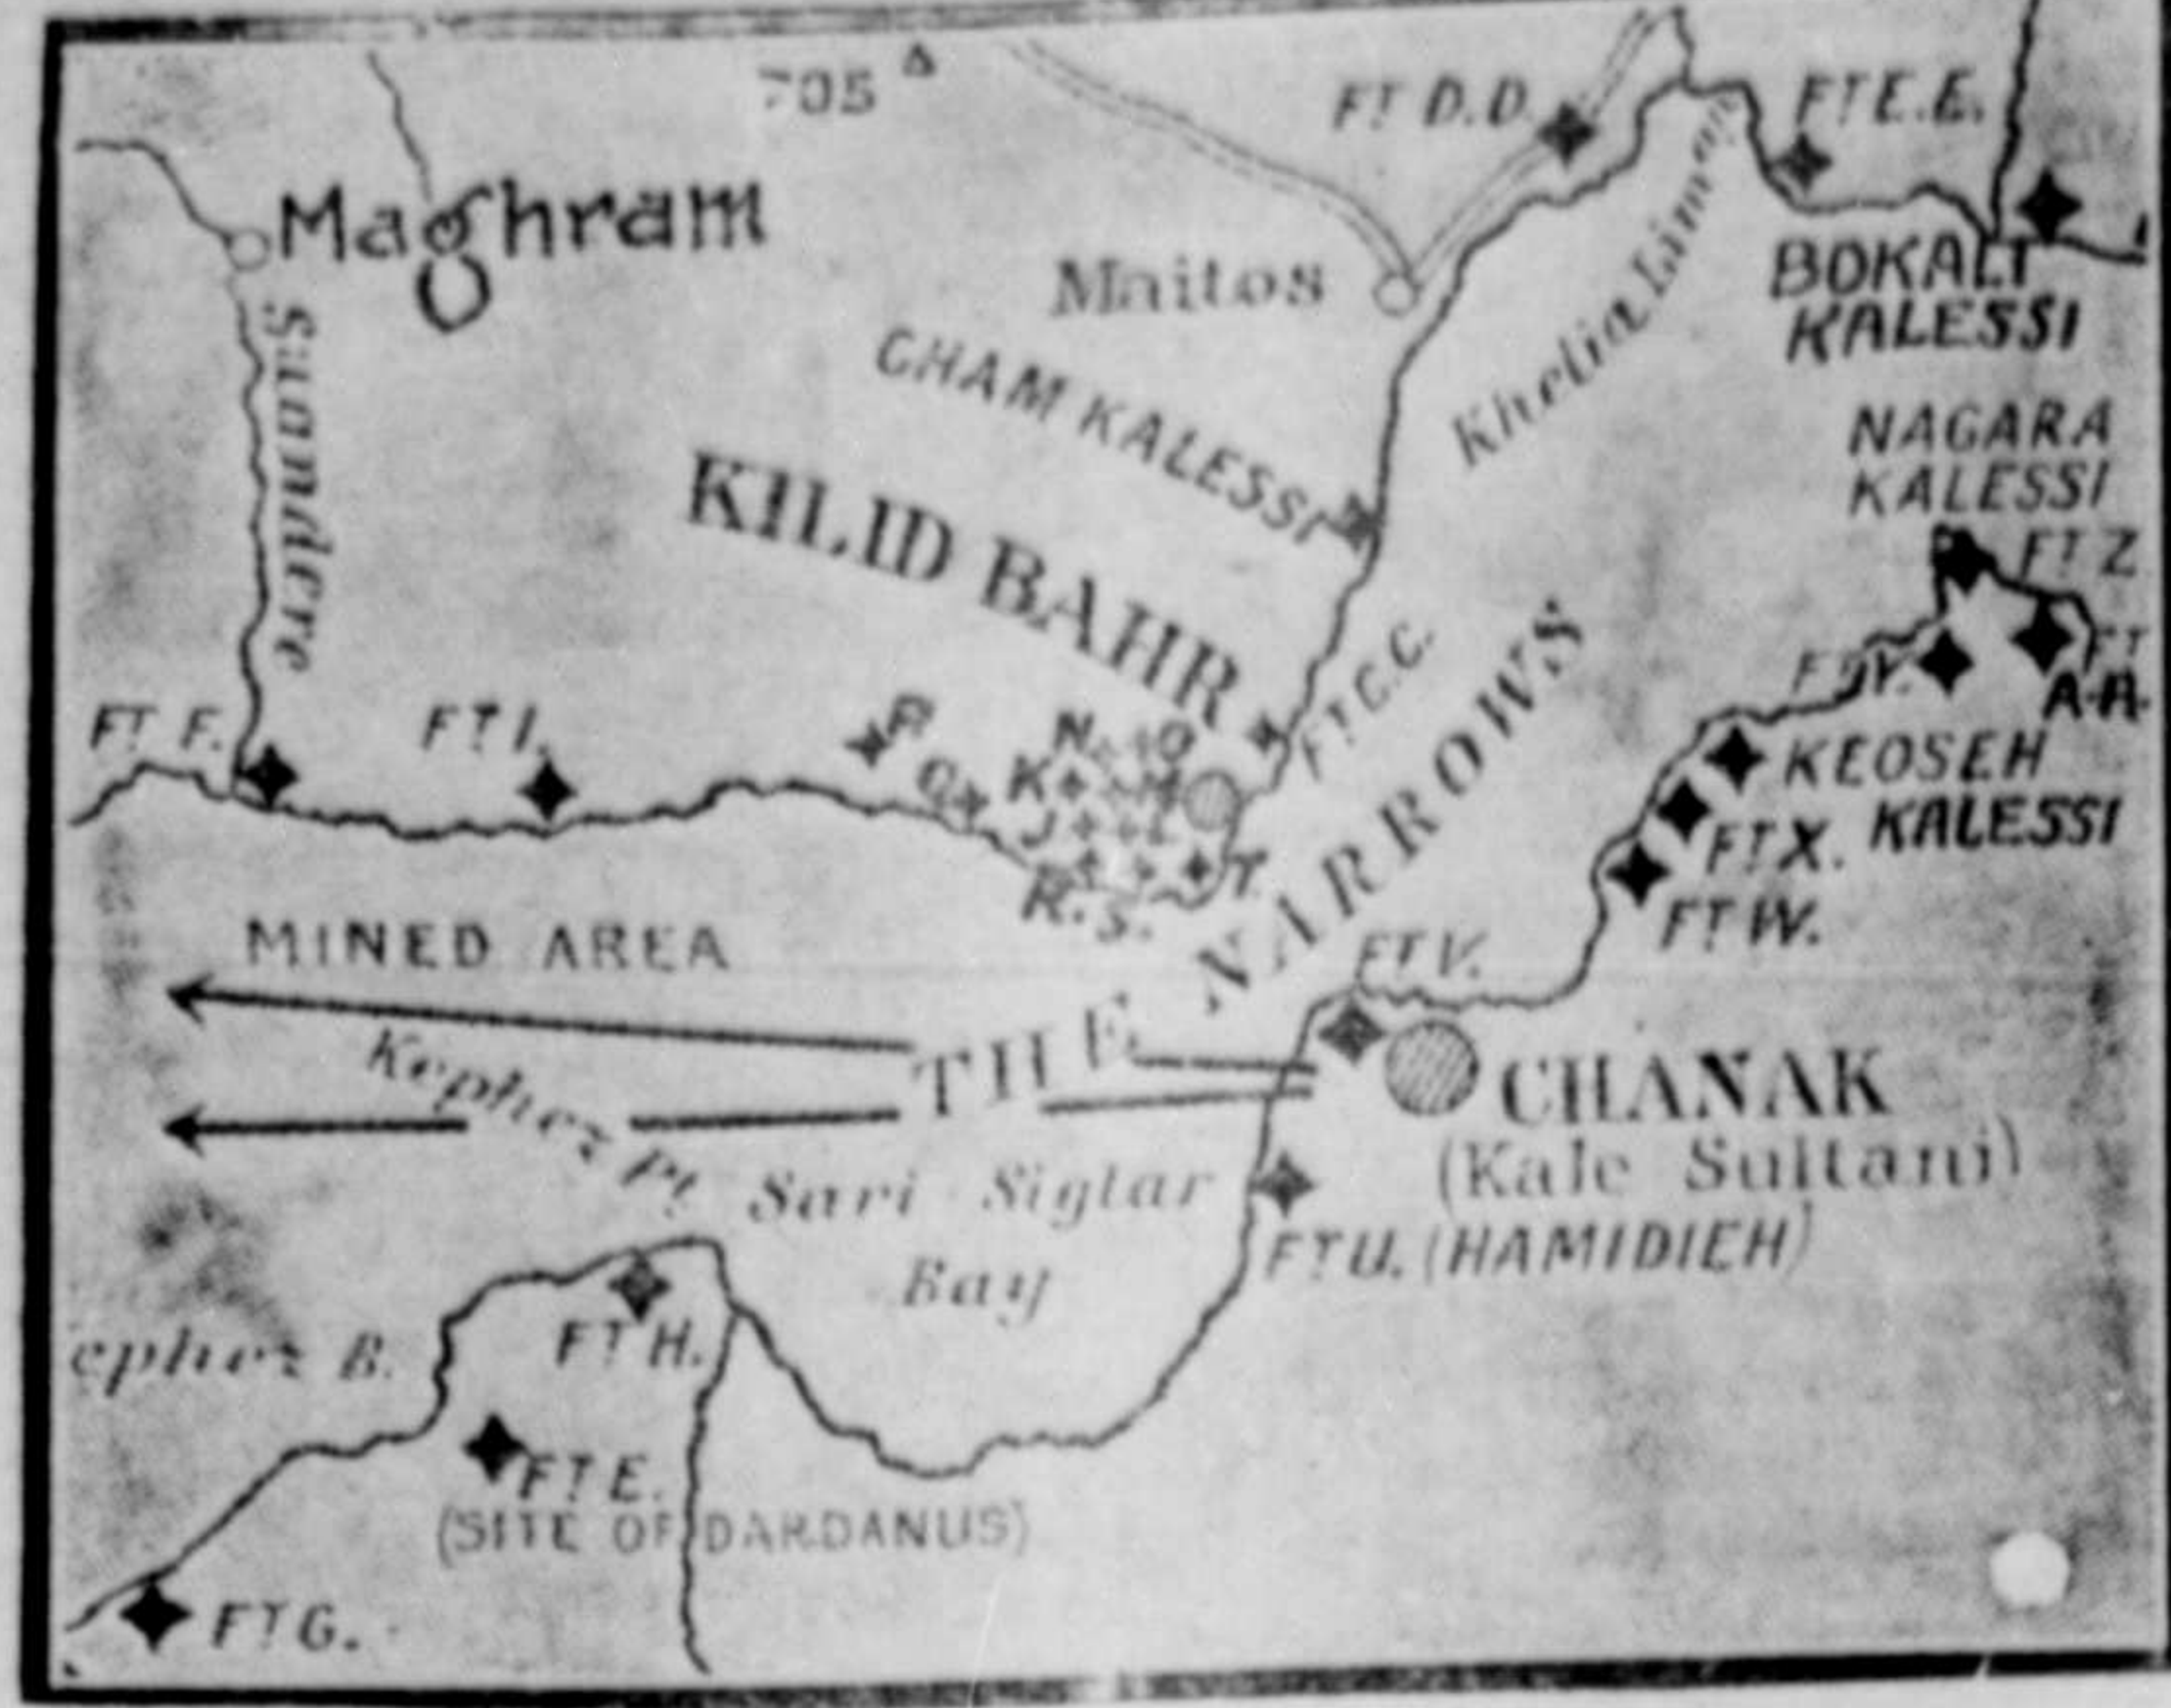 705
FT D.D.
FT E.E.
Maghram
Maitos
Khelia Liman
BOKALI
KALESSI
Suandere
CHAM KALESSI
NAGARA
KALESSI
KILID BAHR
FT Z
FT
A.A.
FT Y.
FT C.C.
FT F.
FT I.
P
Q
N
O
K
M
J
L
R.
S.
T.
KEOSEH
KALESSI
FT X.
FT W.
THE NARROWS
MINED AREA
FT V.
Kephez Pt
CHANAK
(Kale Sultani)
Sari Siglar
Bay
FT U. (HAMIDIEH)
FT H.
ephez B.
FT E.
(SITE OF DARDANUS)
FT G.